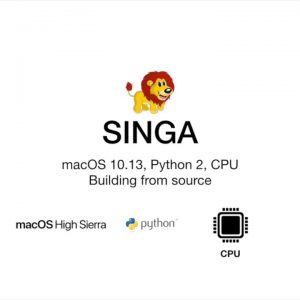 SINGA
macOS 10.13, Python 2, CPU
Building from source
macOS High Sierra
python
CPU